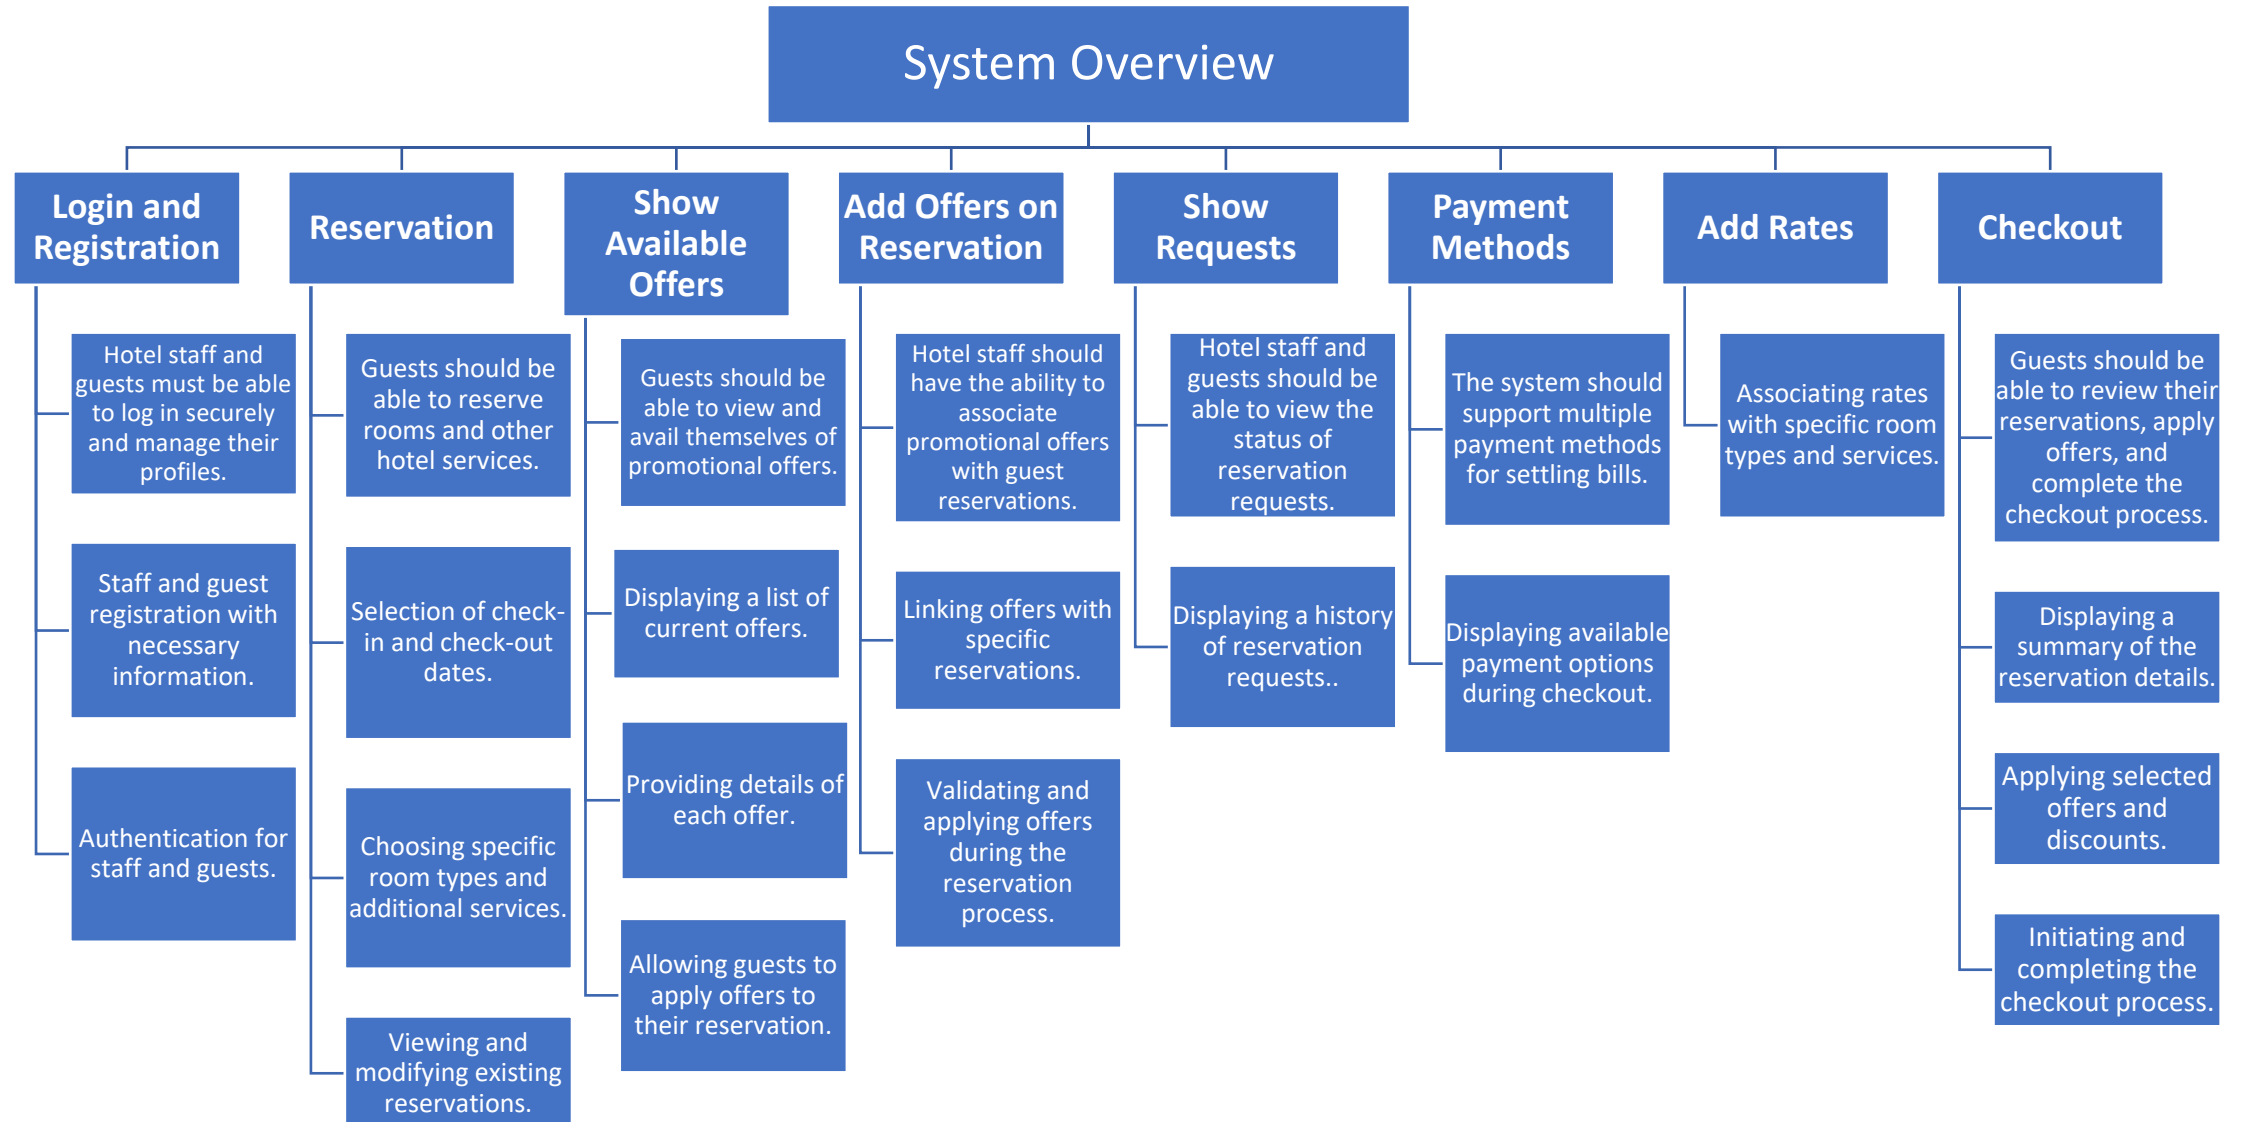 System Overview
Login and
Registration
Hotel staff and
guests must be able
to log in securely
and manage their
profiles.
Staff and guest
registration with
necessary
information.
Authentication for
staff and guests.
Reservation
Guests should be
able to reserve
rooms and other
hotel services.
Selection of check-
in and check-out
dates.
Choosing specific
room types and
additional services.
Viewing and
modifying existing
reservations.
Show
Available
Offers
Guests should be
able to view and
avail themselves of
promotional offers.
Displaying a list of
current offers.
Providing details of
each offer.
Allowing guests to
apply offers to
their reservation.
Add Offers on
Reservation
Hotel staff should
have the ability to
associate
promotional offers
with guest
reservations.
Linking offers with
specific
reservations.
Validating and
applying offers
during the
reservation
process.
Show
Requests
Hotel staff and
guests should be
able to view the
status of
reservation
requests.
Displaying a history
of reservation
requests..
Payment
Methods
The system should
support multiple
payment methods
for settling bills.
Displaying available
payment options
during checkout.
Add Rates
Associating rates
with specific room
types and services.
Checkout
Guests should be
able to review their
reservations, apply
offers, and
complete the
checkout process.
Displaying a
summary of the
reservation details.
Applying selected
offers and
discounts.
Initiating and
completing the
checkout process.